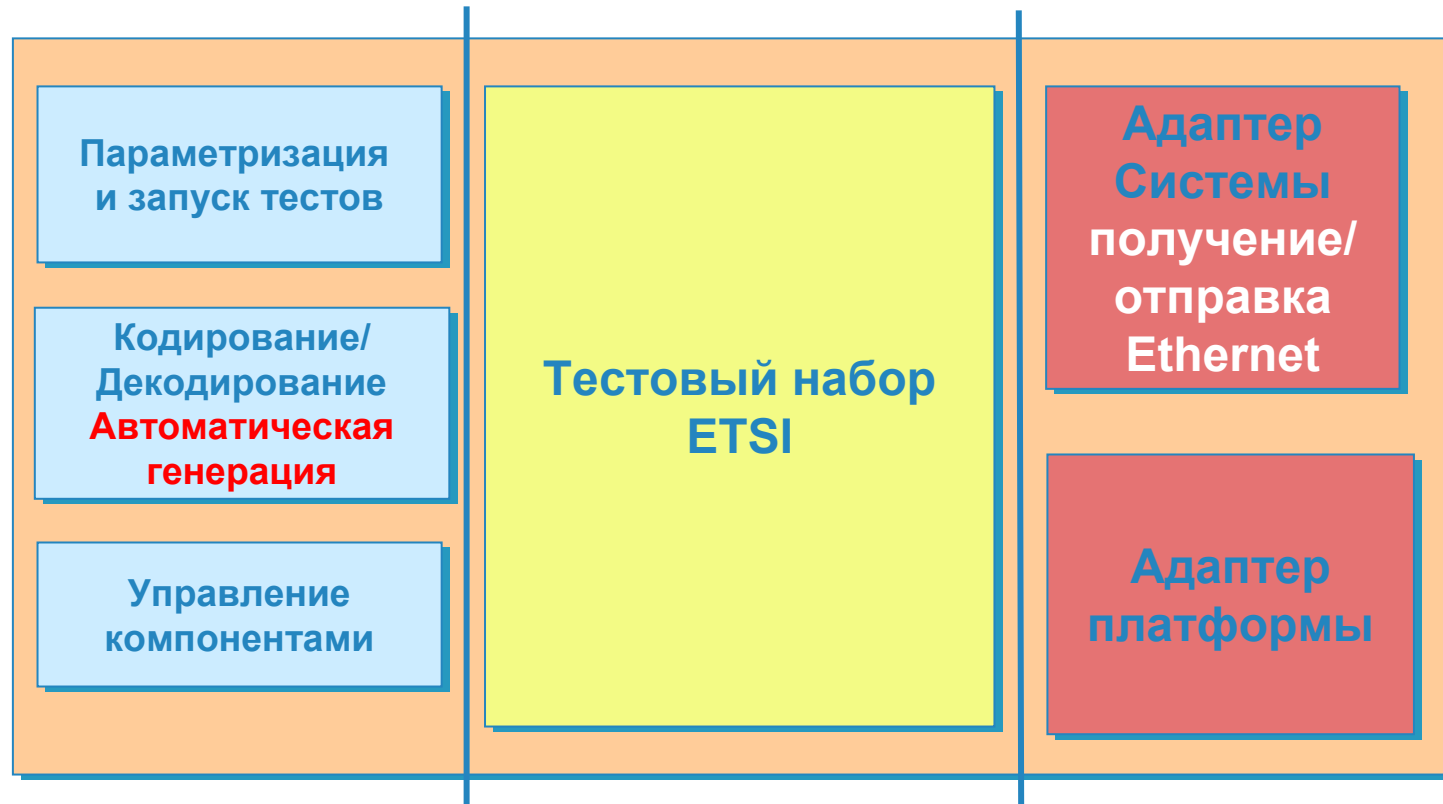 Параметризация
и запуск тестов
Кодирование/
Декодирование
Автоматическая
генерация
Управление
компонентами
Тестовый набор
ETSI
Адаптер
Системы
получение/
отправка
Ethernet
Адаптер
платформы